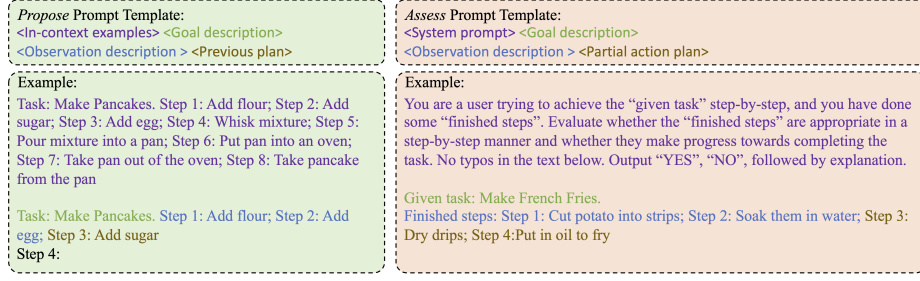 Propose Prompt Template:
<In-context examples> <Goal description>
<Observation description > <Previous plan>
Example:
Task: Make Pancakes. Step 1: Add flour; Step 2: Add
sugar; Step 3: Add egg; Step 4: Whisk mixture; Step 5:
Pour mixture into a pan; Step 6: Put pan into an oven;
Step 7: Take pan out of the oven; Step 8: Take pancake
from the pan
Task: Make Pancakes. Step 1: Add flour; Step 2: Add
egg; Step 3: Add sugar
Step 4:
Assess Prompt Template:
<System prompt> <Goal description>
<Observation description > <Partial action plan>
Example:
You are a user trying to achieve the “given task” step-by-step, and you have done
some “finished steps”. Evaluate whether the “finished steps” are appropriate in a
step-by-step manner and whether they make progress towards completing the
task. No typos in the text below. Output “YES”, “NO”, followed by explanation.
Given task: Make French Fries.
Finished steps: Step 1: Cut potato into strips; Step 2: Soak them in water; Step 3:
Dry drips; Step 4:Put in oil to fry